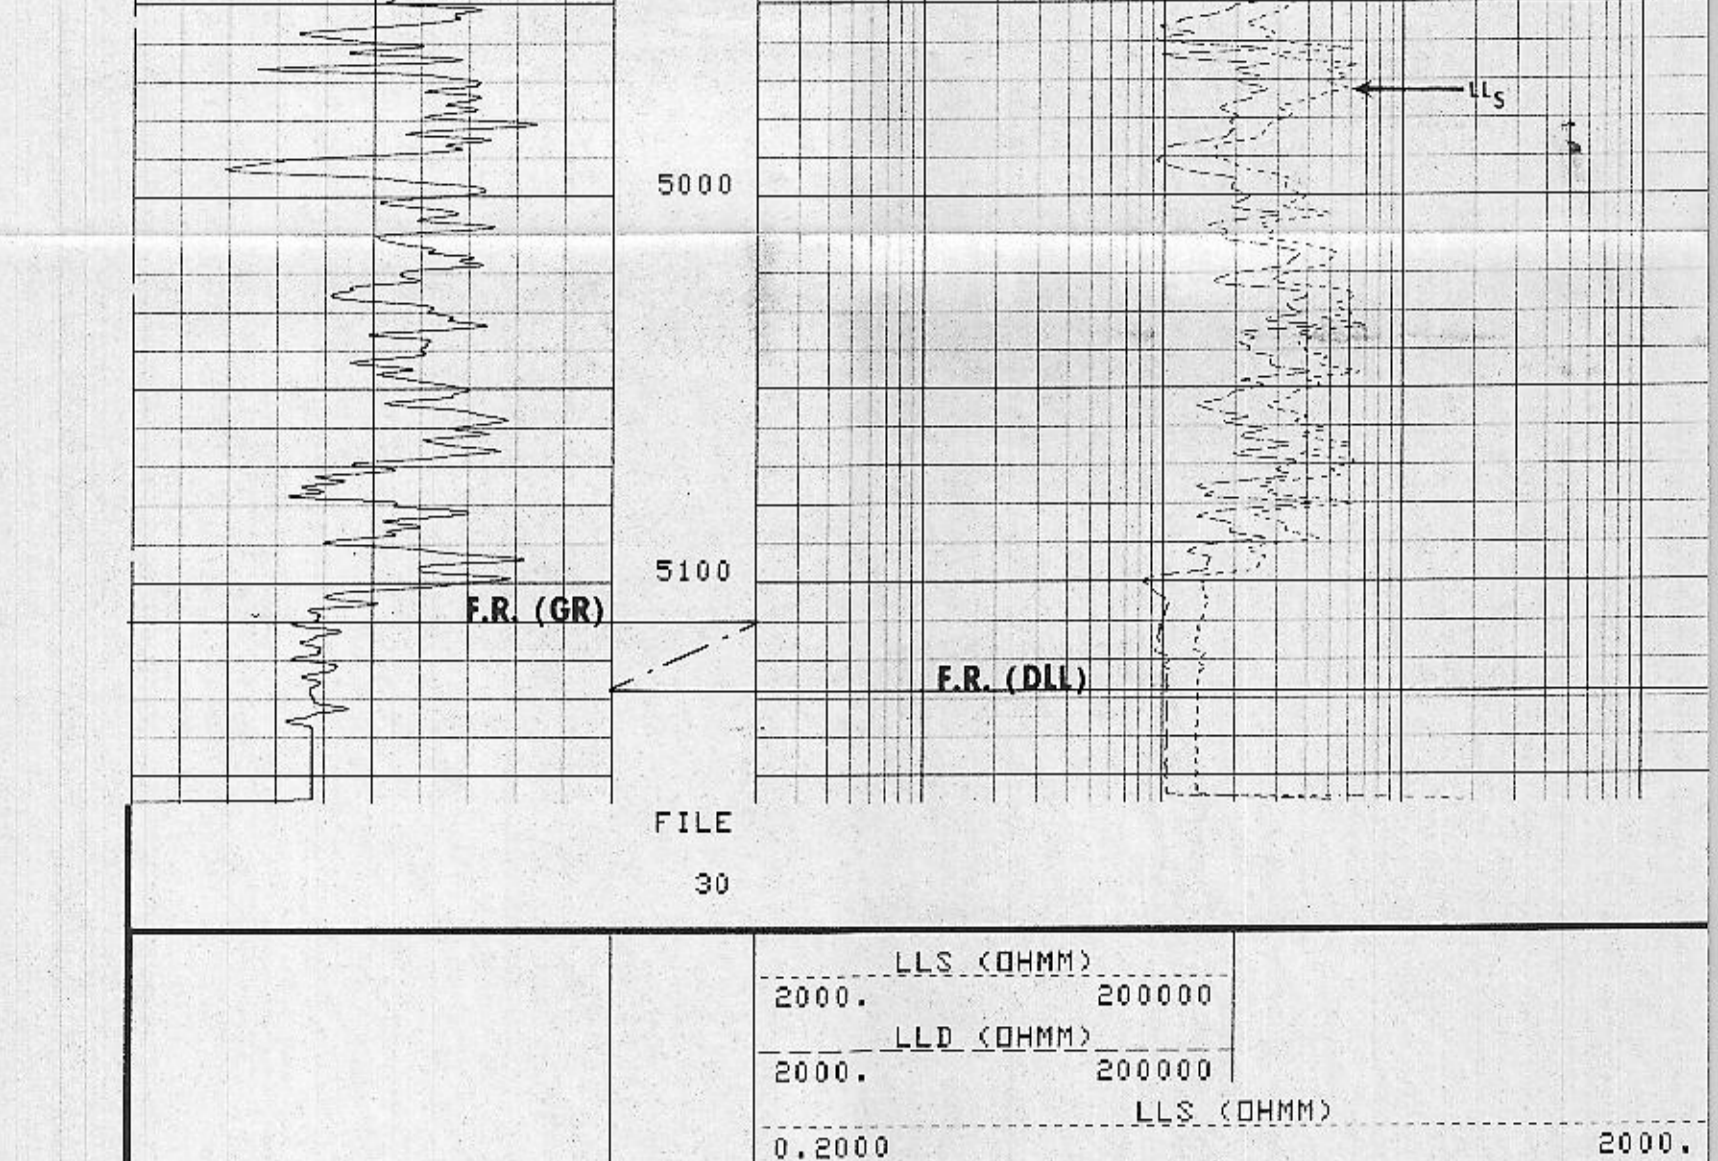 LLS
5000
5100
F.R. (GR)
F.R. (DLL)
FILE
30
LLS (OHMM)
2000. 200000
LLD (OHMM)
2000. 200000
LLS (OHMM)
0.2000 2000.